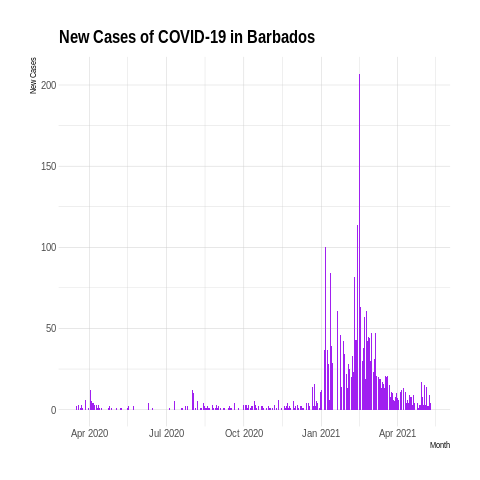 New Cases of COVID-19 in Barbados
New Cases
200
150
100
50
0
Apr 2020 Jul 2020 Oct 2020 Jan 2021 Apr 2021
Month